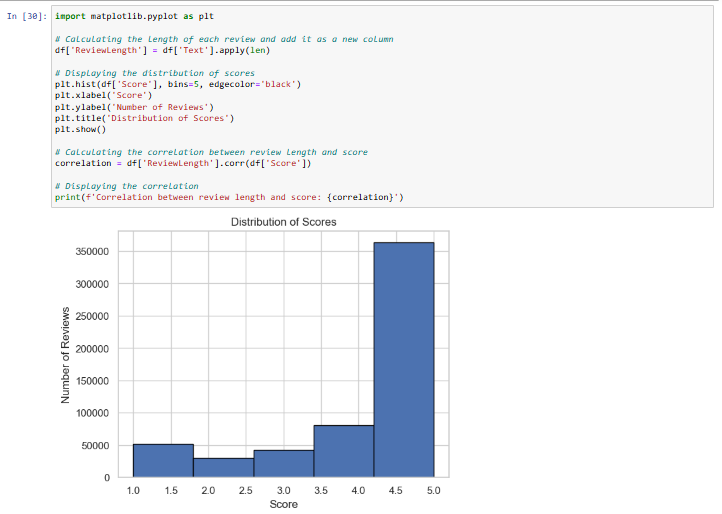 In [30]: import matplotlib.pyplot as plt
# Calculating the length of each review and add it as a new column
df['ReviewLength'] = df['Text'].apply(len)
# Displaying the distribution of scores
plt.hist(df['Score'], bins=5, edgecolor='black')
plt.xlabel('Score')
plt.ylabel('Number of Reviews')
plt.title('Distribution of Scores')
plt.show()
# Calculating the correlation between review length and score
correlation = df['ReviewLength'].corr(df['Score'])
# Displaying the correlation
print(f'Correlation between review length and score: {correlation}')
Distribution of Scores
350000
300000
250000
200000
150000
100000
50000
0
Number of Reviews
1.0 1.5 2.0 2.5 3.0 3.5 4.0 4.5 5.0
Score